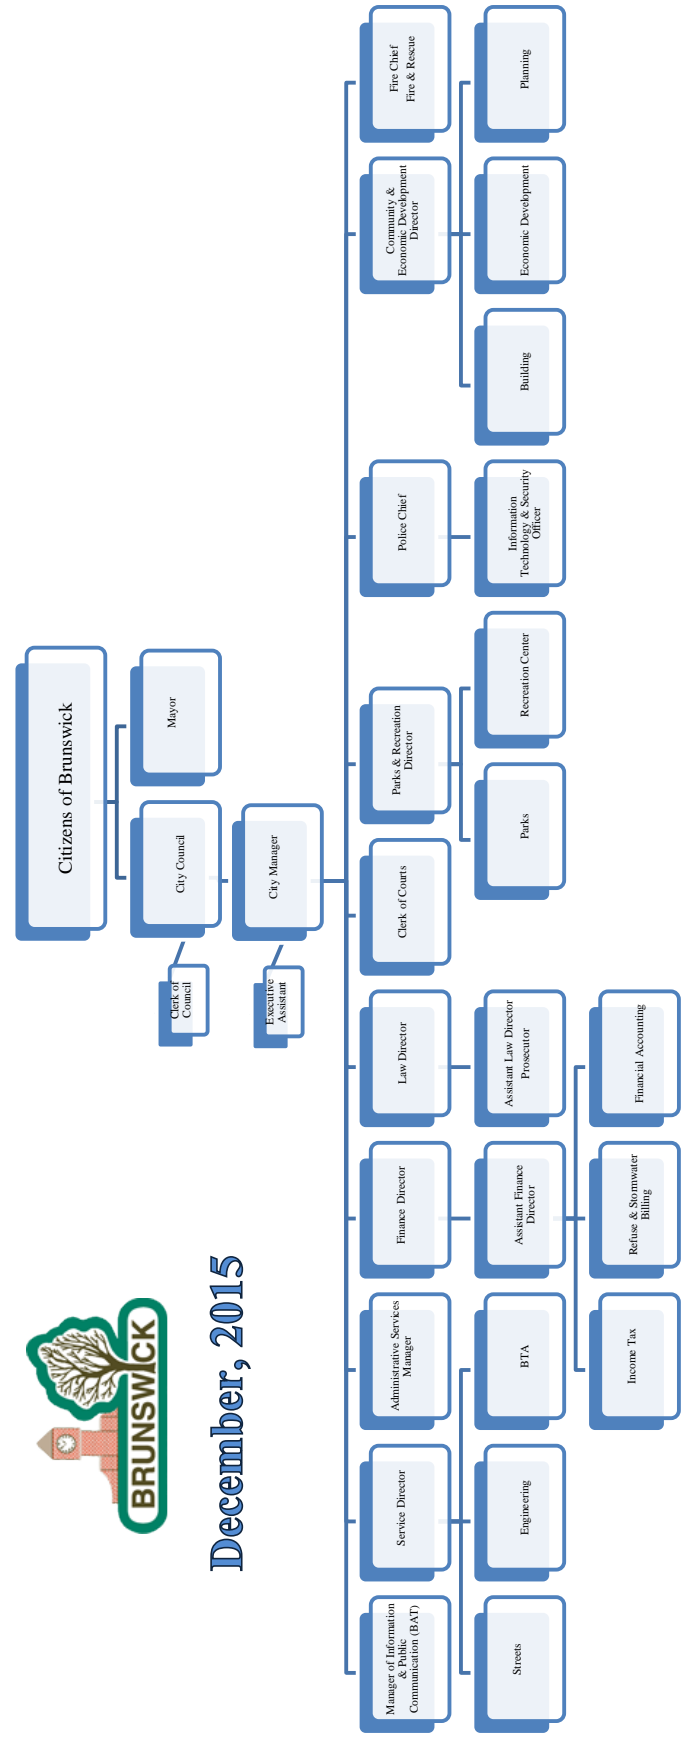 BRUNSWICK
December, 2015
Citizens of Brunswick
City Council
Mayor
Clerk of
Council
City Manager
Executive
Assistant
Manager of Information
& Public
Communication (BAT)
Service Director
Administrative Services
Manager
Finance Director
Law Director
Clerk of Courts
Parks & Recreation
Director
Police Chief
Community &
Economic Development
Director
Fire Chief
Fire & Rescue
Streets
Engineering
BTA
Assistant Finance
Director
Assistant Law Director
Prosecutor
Parks
Recreation Center
Information
Technology & Security
Officer
Building
Economic Development
Planning
Income Tax
Refuse & Stormwater
Billing
Financial Accounting